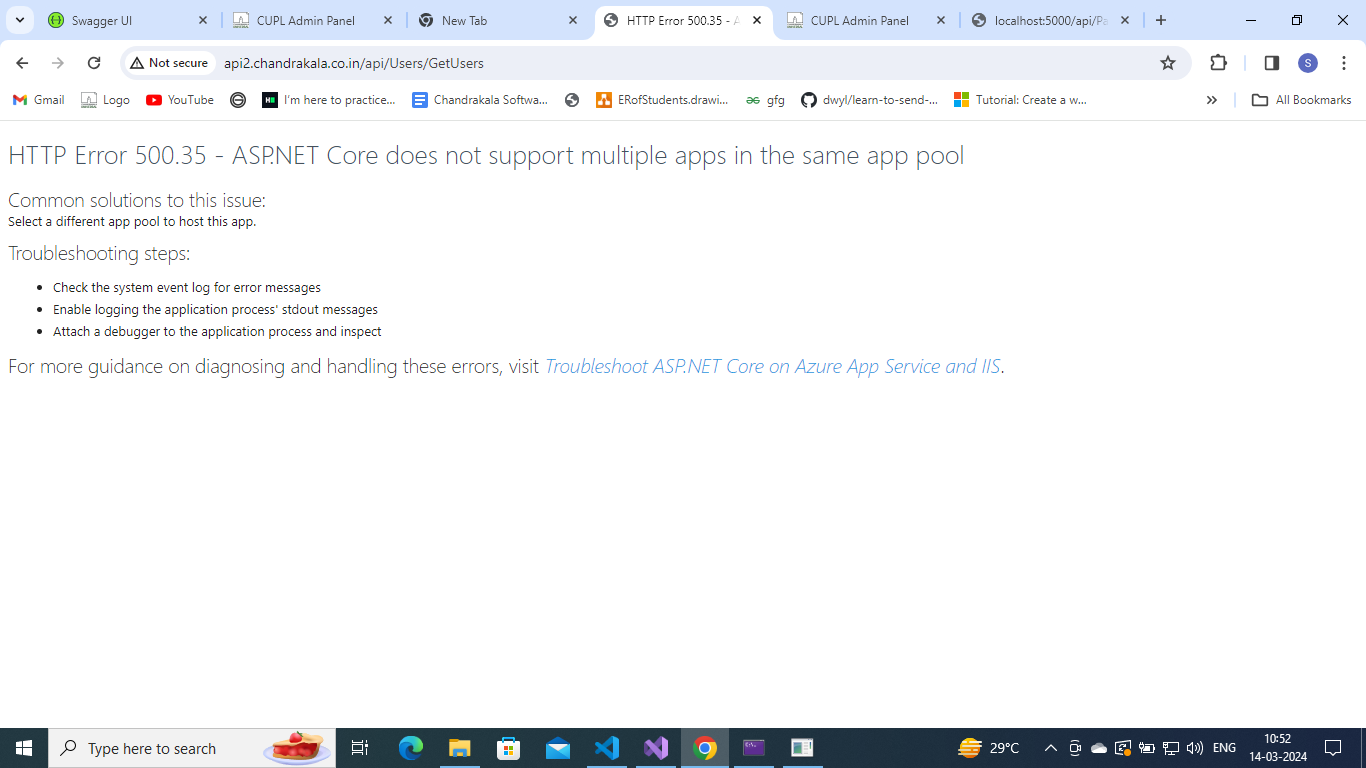 Swagger UI
CUPL Admin Panel
New Tab
HTTP Error 500.35 - A
CUPL Admin Panel
localhost:5000/api/Pa
Not secure
api2.chandrakala.co.in/api/Users/GetUsers
S
Gmail
Logo
YouTube
I'm here to practice...
Chandrakala Softwa...
ERofStudents.drawi...
gfg
dwyl/learn-to-send-...
Tutorial: Create a w...
All Bookmarks
HTTP Error 500.35 - ASP.NET Core does not support multiple apps in the same app pool
Common solutions to this issue:
Select a different app pool to host this app.
Troubleshooting steps:
Check the system event log for error messages
Enable logging the application process' stdout messages
Attach a debugger to the application process and inspect
For more guidance on diagnosing and handling these errors, visit Troubleshoot ASP.NET Core on Azure App Service and IIS.
Type here to search
29°C
ENG
10:52
14-03-2024